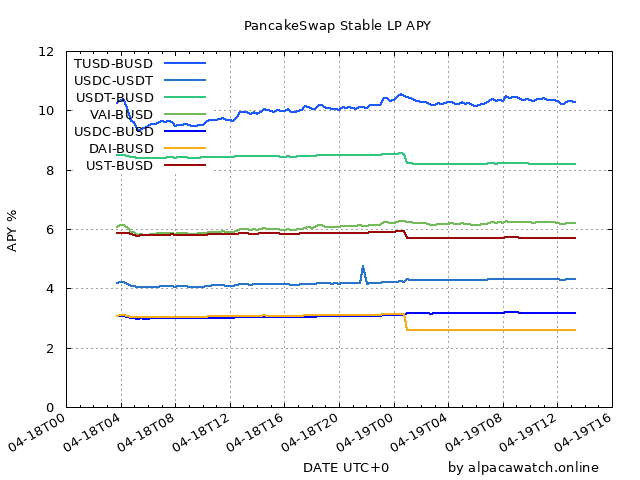 PancakeSwap Stable LP APY
12
10
8
6
4
2
0
APY %
TUSD-BUSD
USDC-USDT
USDT-BUSD
VAI-BUSD
USDC-BUSD
DAI-BUSD
UST-BUSD
04-18T00
04-18T04
04-18T08
04-18T12
04-18T16
04-18T20
04-19T00
04-19T04
04-19T08
04-19T12
04-19T16
DATE UTC+0
by alpacawatch.online